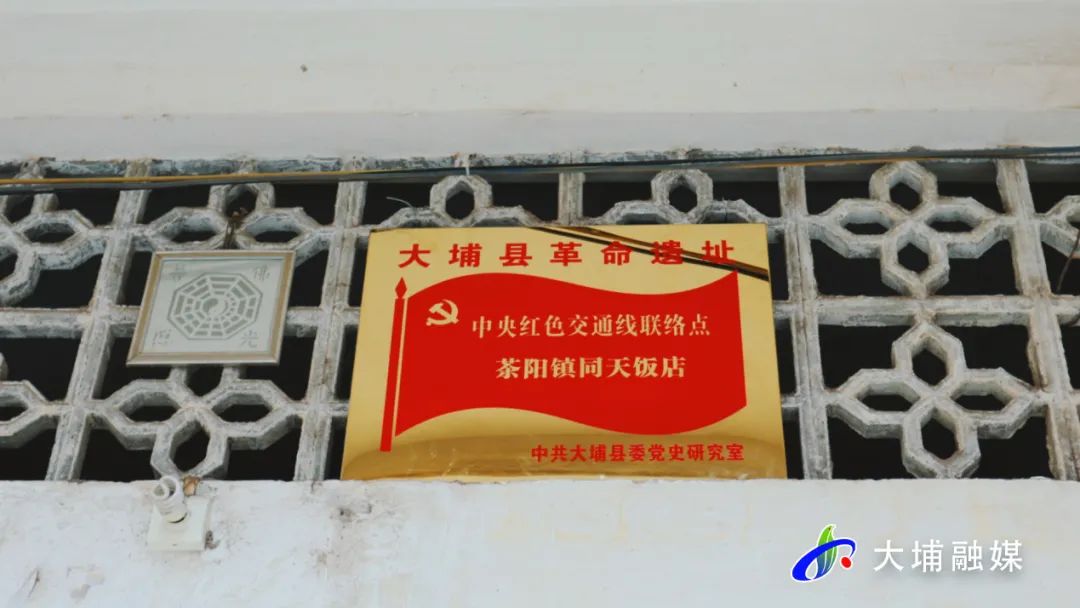 大埔县革命遗址
中央红色交通线联络点
茶阳镇同天饭店
中共大埔县委党史研究室
佛光
大埔融媒